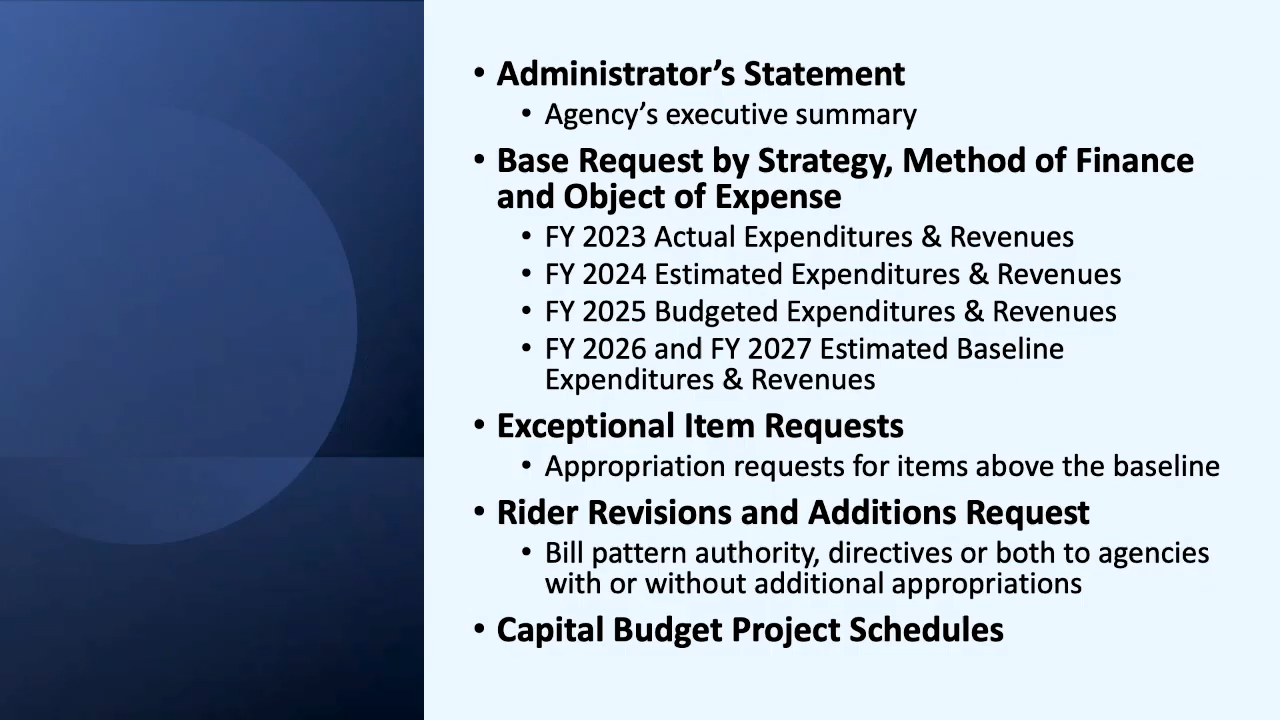 • Administrator’s Statement
• Agency’s executive summary
• Base Request by Strategy, Method of Finance
and Object of Expense
• FY 2023 Actual Expenditures & Revenues
• FY 2024 Estimated Expenditures & Revenues
• FY 2025 Budgeted Expenditures & Revenues
• FY 2026 and FY 2027 Estimated Baseline
Expenditures & Revenues
• Exceptional Item Requests
• Appropriation requests for items above the baseline
• Rider Revisions and Additions Request
• Bill pattern authority, directives or both to agencies
with or without additional appropriations
• Capital Budget Project Schedules